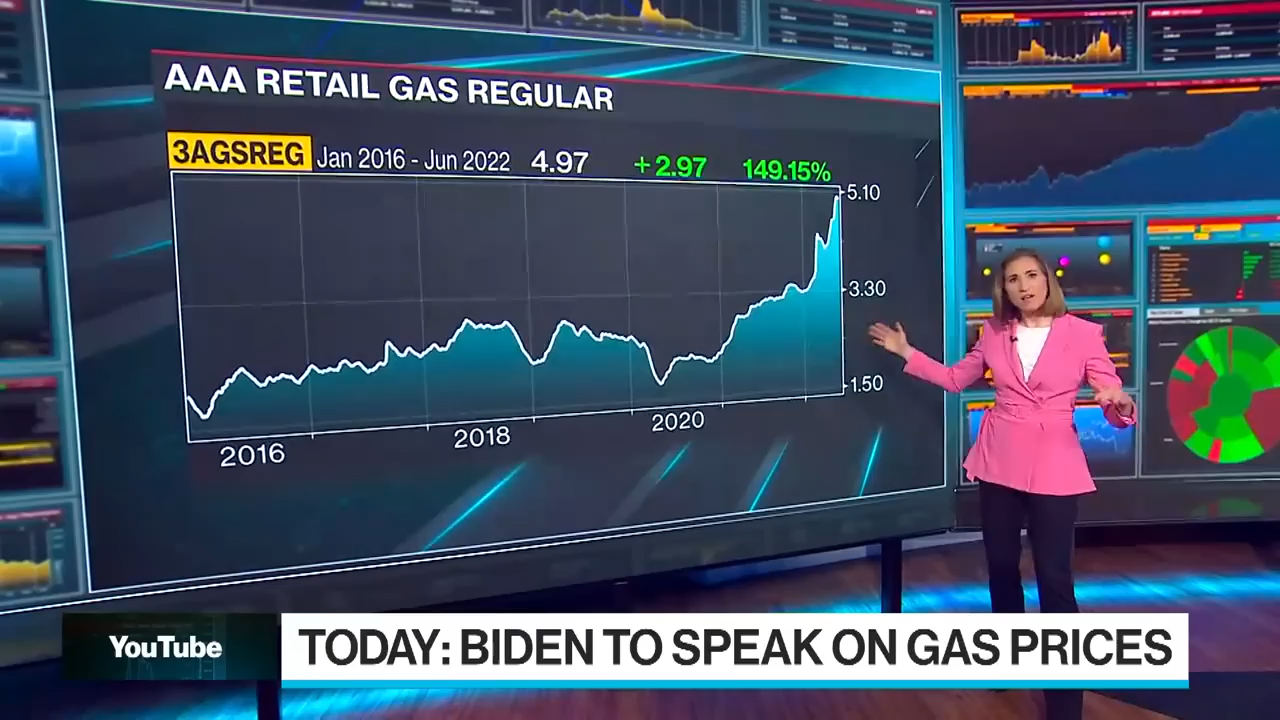 AAA RETAIL GAS REGULAR
3AGSREG Jan 2016 - Jun 2022 4.97 +2.97 149.15%
5.10
3.30
1.50
2016 2018 2020
YouTube
TODAY: BIDEN TO SPEAK ON GAS PRICES